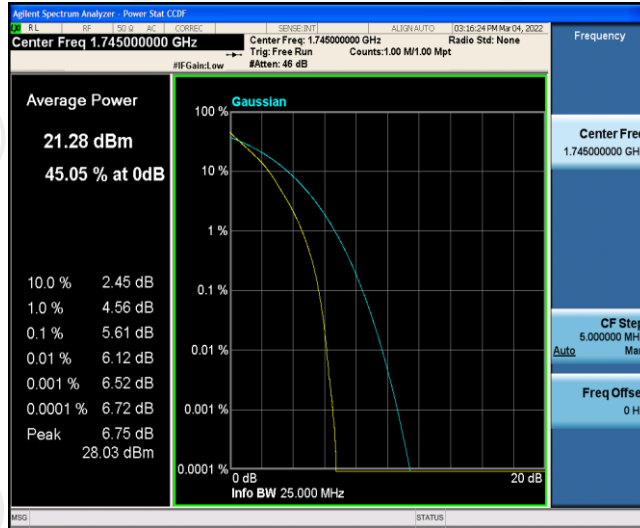 Agilent Spectrum Analyzer - Power Stat CCDF
RL RF 50 Ω AC CORREC SENSE:INT ALIGN AUTO 03:16:24 PM Mar 04, 2022
Center Freq 1.745000000 GHz
Center Freq: 1.745000000 GHz Radio Std: None
Trig: Free Run Counts:1.00 M/1.00 Mpt
#IFGain:Low #Atten: 46 dB
Frequency
Average Power
21.28 dBm
45.05 % at 0dB
10.0 % 2.45 dB
1.0 % 4.56 dB
0.1 % 5.61 dB
0.01 % 6.12 dB
0.001 % 6.52 dB
0.0001 % 6.72 dB
Peak 6.75 dB
28.03 dBm
Gaussian
100 %
10 %
1 %
0.1 %
0.01 %
0.001 %
0.0001 %
0 dB 20 dB
Info BW 25.000 MHz
Center Freq
1.745000000 GH
CF Step
5.000000 MH
Auto Ma
Freq Offse
0 H
MSG STATUS